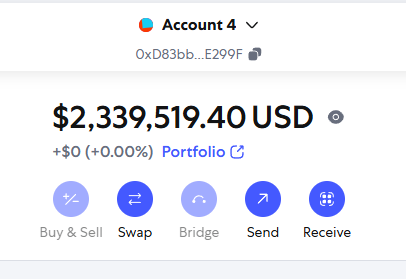 Account 4
0xD83bb...E299F
$2,339,519.40 USD
+$0 (+0.00%) Portfolio
Buy & Sell Swap Bridge Send Receive